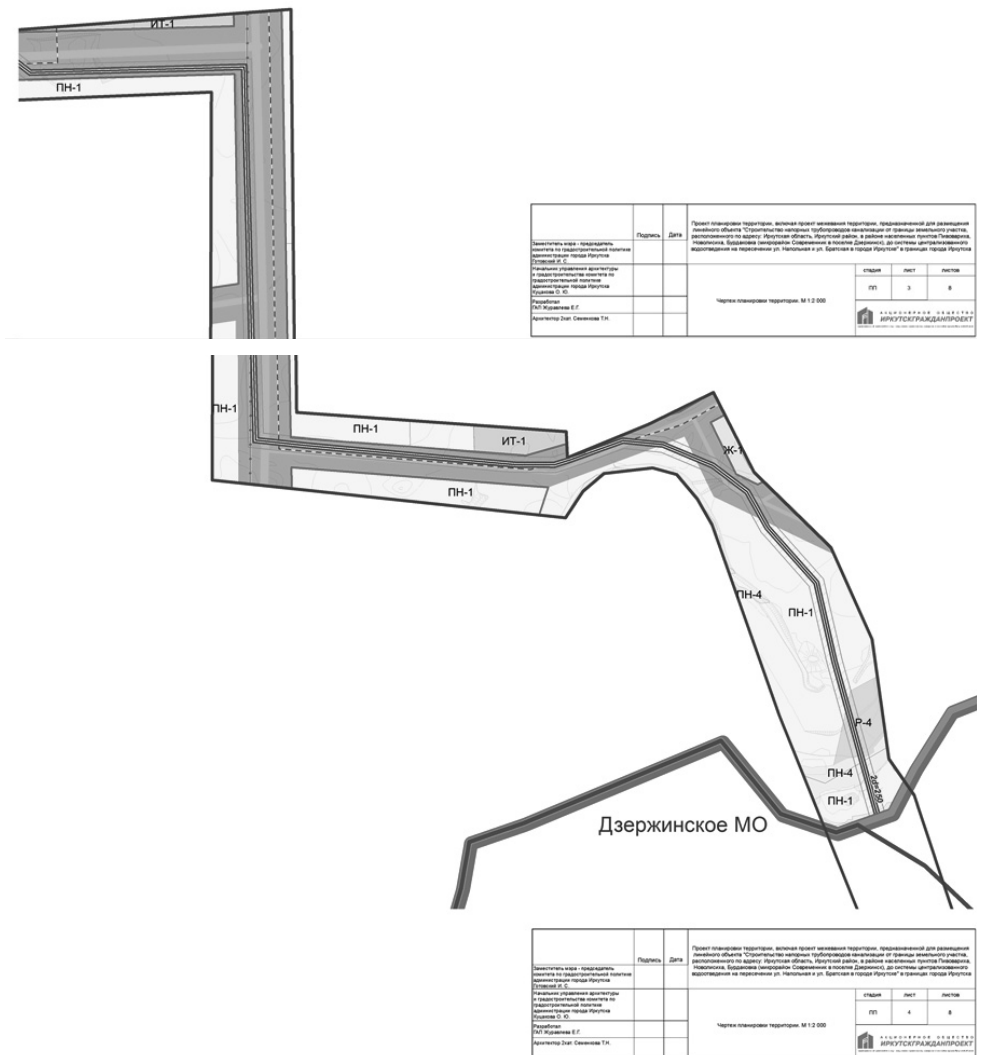 ИТ-1
ПН-1
Подпись
Дата
Проект планировки территории, включая проект межевания территории, предназначенной для размещения
линейного объекта "Строительство напорных трубопроводов канализации от границы земельного участка,
расположенного по адресу: Иркутская область, Иркутский район, в районе населенных пунктов Пивовариха,
Новолисиха, Бурдаковка (микрорайон Современник в поселке Дзержинск), до системы централизованного
водоотведения на пересечении ул. Напольная и ул. Братская в городе Иркутске" в границах города Иркутска
Заместитель мэра - председатель
комитета по градостроительной политике
администрации города Иркутска
Готовский И. С.
Начальник управления архитектуры
и градостроительства комитета по
градостроительной политике
администрации города Иркутска
Кушкова О. Ю.
Разработал
ГАП Журавлева Е.Г.
Архитектор 2кат. Семенкова Т.Н.
Чертеж планировки территории. М 1:2 000
стадия
лист
листов
ПП
3
8
АКЦИОНЕРНОЕ ОБЩЕСТВО
ИРКУТСКГРАЖДАНПРОЕКТ
ПН-1
ПН-1
ИТ-1
Ж-1
ПН-1
ПН-4
ПН-1
Р-4
ПН-4
2d=250
ПН-1
Дзержинское МО
Подпись
Дата
Проект планировки территории, включая проект межевания территории, предназначенной для размещения
линейного объекта "Строительство напорных трубопроводов канализации от границы земельного участка,
расположенного по адресу: Иркутская область, Иркутский район, в районе населенных пунктов Пивовариха,
Новолисиха, Бурдаковка (микрорайон Современник в поселке Дзержинск), до системы централизованного
водоотведения на пересечении ул. Напольная и ул. Братская в городе Иркутске" в границах города Иркутска
Заместитель мэра - председатель
комитета по градостроительной политике
администрации города Иркутска
Готовский И. С.
Начальник управления архитектуры
и градостроительства комитета по
градостроительной политике
администрации города Иркутска
Кушкова О. Ю.
Разработал
ГАП Журавлева Е.Г.
Архитектор 2кат. Семенкова Т.Н.
Чертеж планировки территории. М 1:2 000
стадия
лист
листов
ПП
4
8
АКЦИОНЕРНОЕ ОБЩЕСТВО
ИРКУТСКГРАЖДАНПРОЕКТ